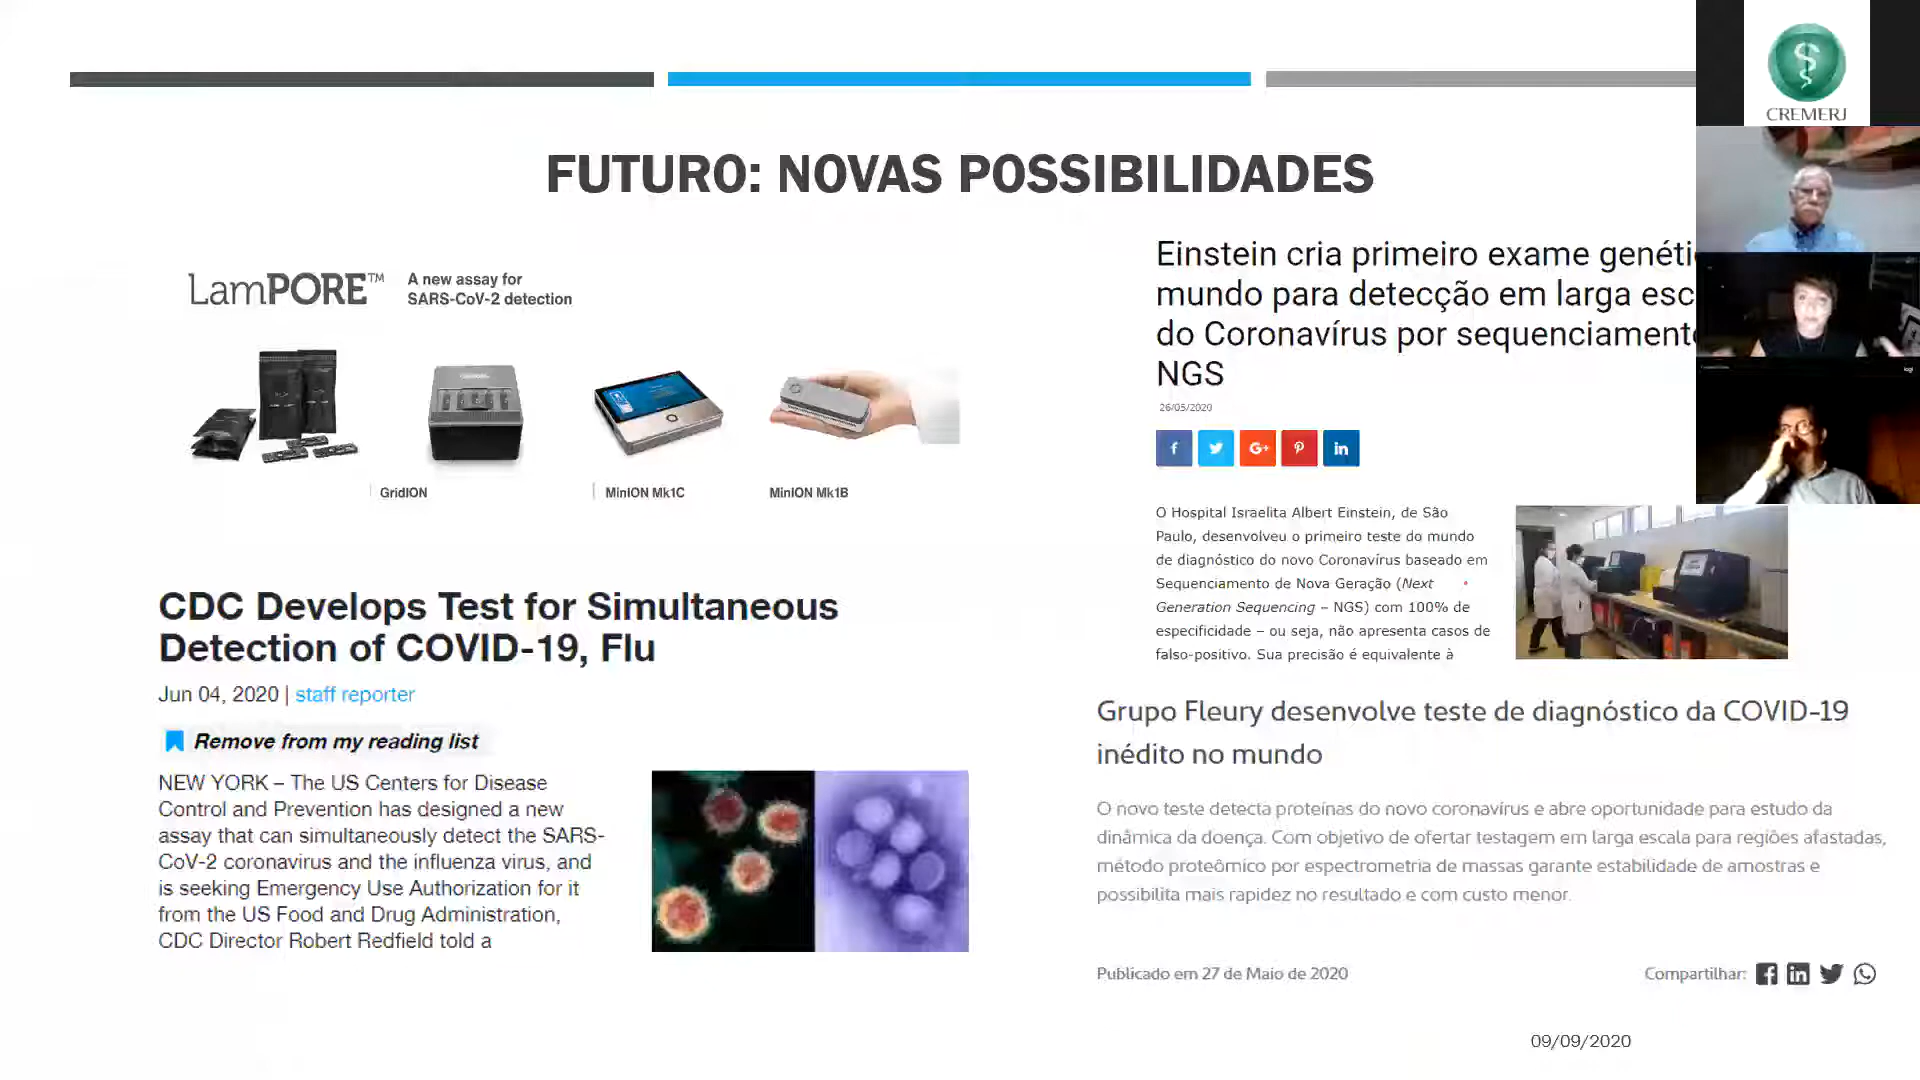 FUTURO: NOVAS POSSIBILIDADES
LamPORE™
A new assay for
SARS-CoV-2 detection
GridION
MinION Mk1C
MinION Mk1B
CDC Develops Test for Simultaneous
Detection of COVID-19, Flu
Jun 04, 2020 | staff reporter
Remove from my reading list
NEW YORK – The US Centers for Disease
Control and Prevention has designed a new
assay that can simultaneously detect the SARS-
CoV-2 coronavirus and the influenza virus, and
is seeking Emergency Use Authorization for it
from the US Food and Drug Administration,
CDC Director Robert Redfield told a
Einstein cria primeiro exame genéti
mundo para detecção em larga esc
do Coronavírus por sequenciament
NGS
26/05/2020
f
G+
in
O Hospital Israelita Albert Einstein, de São
Paulo, desenvolveu o primeiro teste do mundo
de diagnóstico do novo Coronavírus baseado em
Sequenciamento de Nova Geração (Next
Generation Sequencing – NGS) com 100% de
especificidade – ou seja, não apresenta casos de
falso-positivo. Sua precisão é equivalente à
Grupo Fleury desenvolve teste de diagnóstico da COVID-19
inédito no mundo
O novo teste detecta proteínas do novo coronavírus e abre oportunidade para estudo da
dinâmica da doença. Com objetivo de ofertar testagem em larga escala para regiões afastadas,
método proteômico por espectrometria de massas garante estabilidade de amostras e
possibilita mais rapidez no resultado e com custo menor.
Publicado em 27 de Maio de 2020
Compartilhar:
09/09/2020
CREMERJ